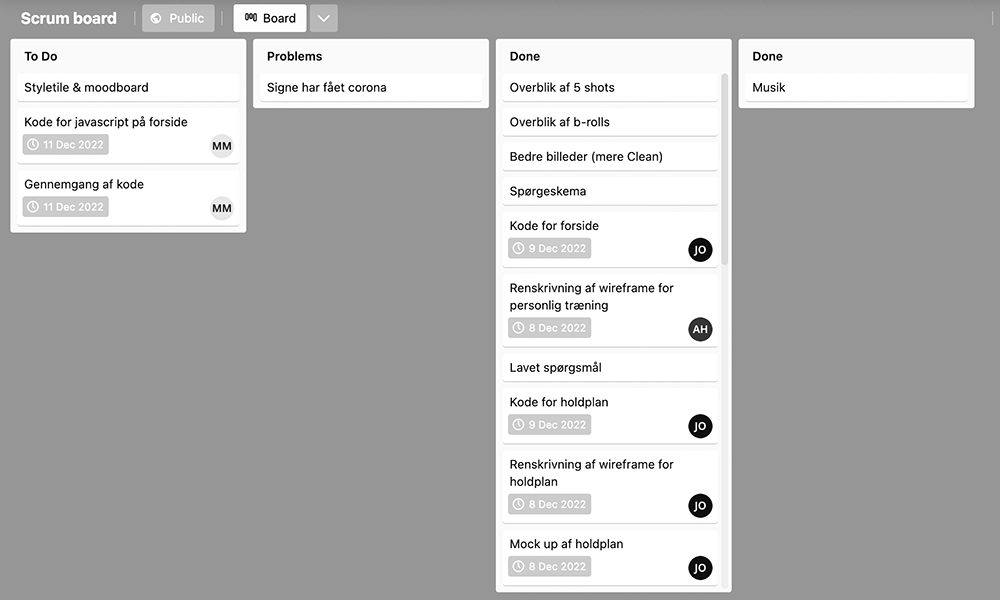 Scrum board
Public
Board
To Do
Styletile & moodboard
Kode for javascript på forside
11 Dec 2022
MM
Gennemgang af kode
11 Dec 2022
MM
Problems
Signe har fået corona
Done
Overblik af 5 shots
Overblik af b-rolls
Bedre billeder (mere Clean)
Spørgeskema
Kode for forside
9 Dec 2022
JO
Renskrivning af wireframe for
personlig træning
8 Dec 2022
AH
Lavet spørgsmål
Kode for holdplan
9 Dec 2022
JO
Renskrivning af wireframe for
holdplan
8 Dec 2022
JO
Mock up af holdplan
8 Dec 2022
JO
Done
Musik